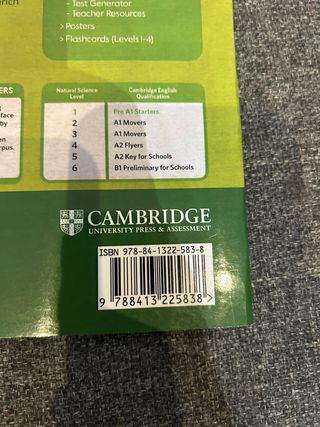 - Test Generator
- Teacher Resources
> Posters
> Flashcards (Levels 1-4)
Natural Science Level
Cambridge English Qualification
1 Pre A1 Starters
2 A1 Movers
3 A1 Movers
4 A2 Flyers
5 A2 Key for Schools
6 B1 Preliminary for Schools
CAMBRIDGE
UNIVERSITY PRESS & ASSESSMENT
ISBN 978-84-1322-583-8
9 788413 225838 >